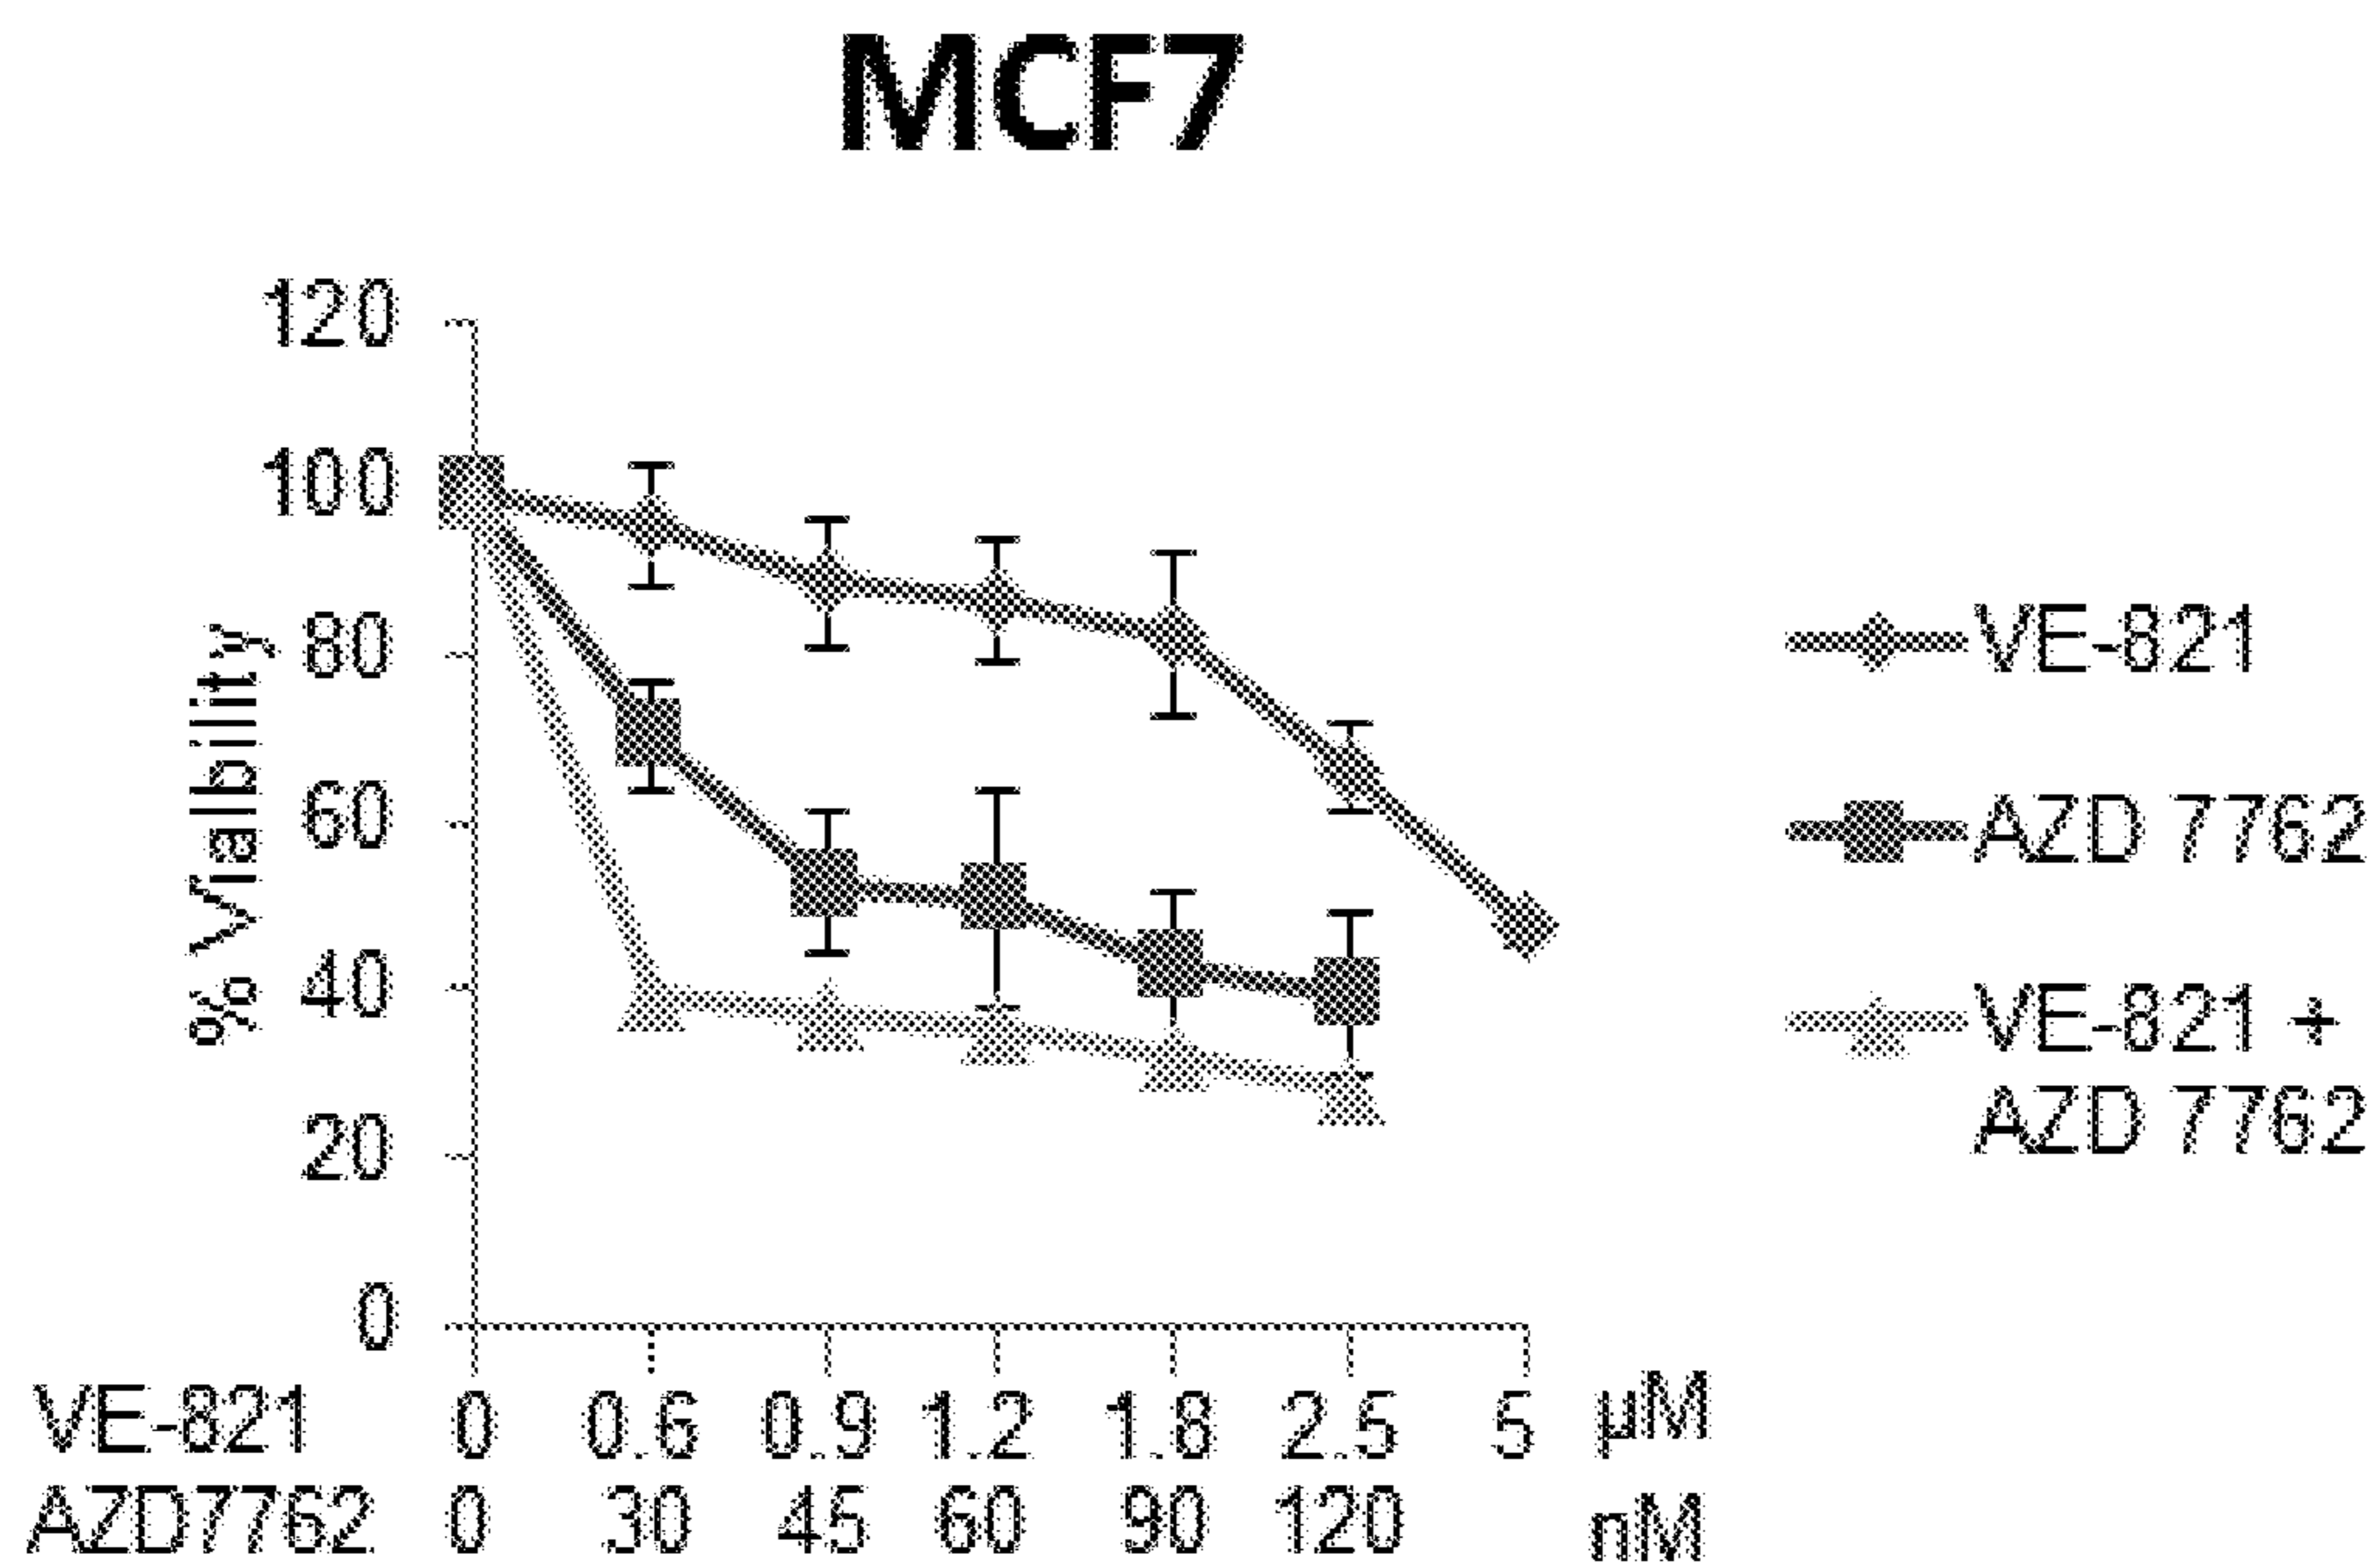 MCF7
120
100
80
60
40
20
0
% Vialbility
VE-821
AZD 7762
VE-821 +
AZD 7762
VE-821 0 0.6 0.9 1.2 1.8 2.5 5 µM
AZD7762 0 30 45 60 90 120 nM